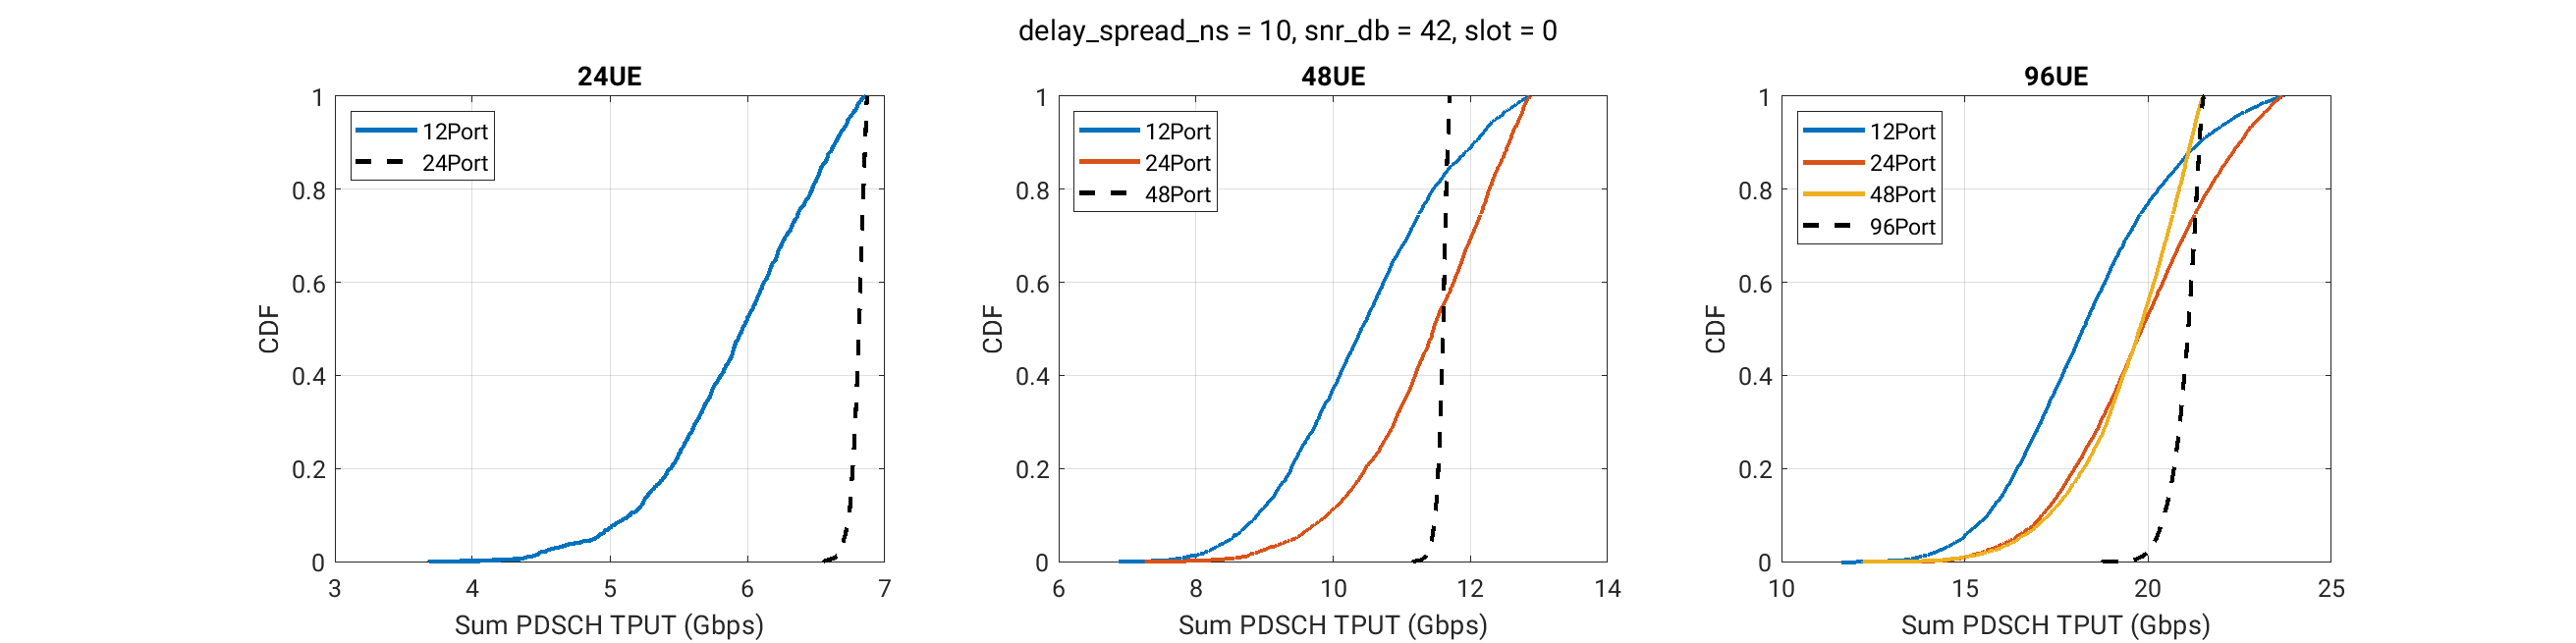 delay_spread_ns = 10, snr_db = 42, slot = 0
24UE
12Port
24Port
CDF
0
0.2
0.4
0.6
0.8
1
3 4 5 6 7
Sum PDSCH TPUT (Gbps)
48UE
12Port
24Port
48Port
CDF
0
0.2
0.4
0.6
0.8
1
6 8 10 12 14
Sum PDSCH TPUT (Gbps)
96UE
12Port
24Port
48Port
96Port
CDF
0
0.2
0.4
0.6
0.8
1
10 15 20 25
Sum PDSCH TPUT (Gbps)